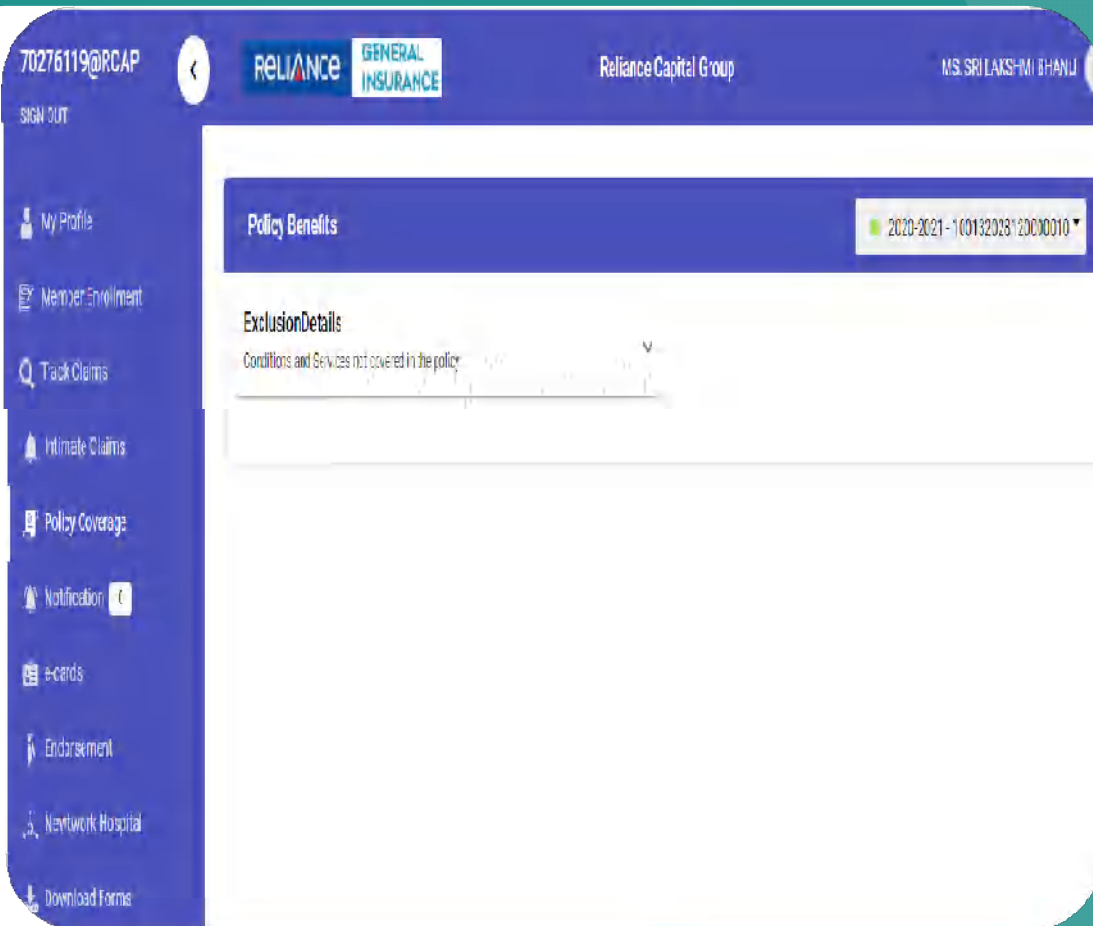 70276119@RCAP
SIGN OUT
RELIANCE GENERAL INSURANCE
Reliance Capital Group
MS. SRI LAKSHMI BHANU
My Profile
Member Enrollment
Track Claims
Intimate Claims
Policy Coverage
Notification
e-cards
Endorsement
Newtwork Hospital
Download Forms
Policy Benefits
2020-2021 - 100132028120000010
ExclusionDetails
Conditions and Services not covered in the policy